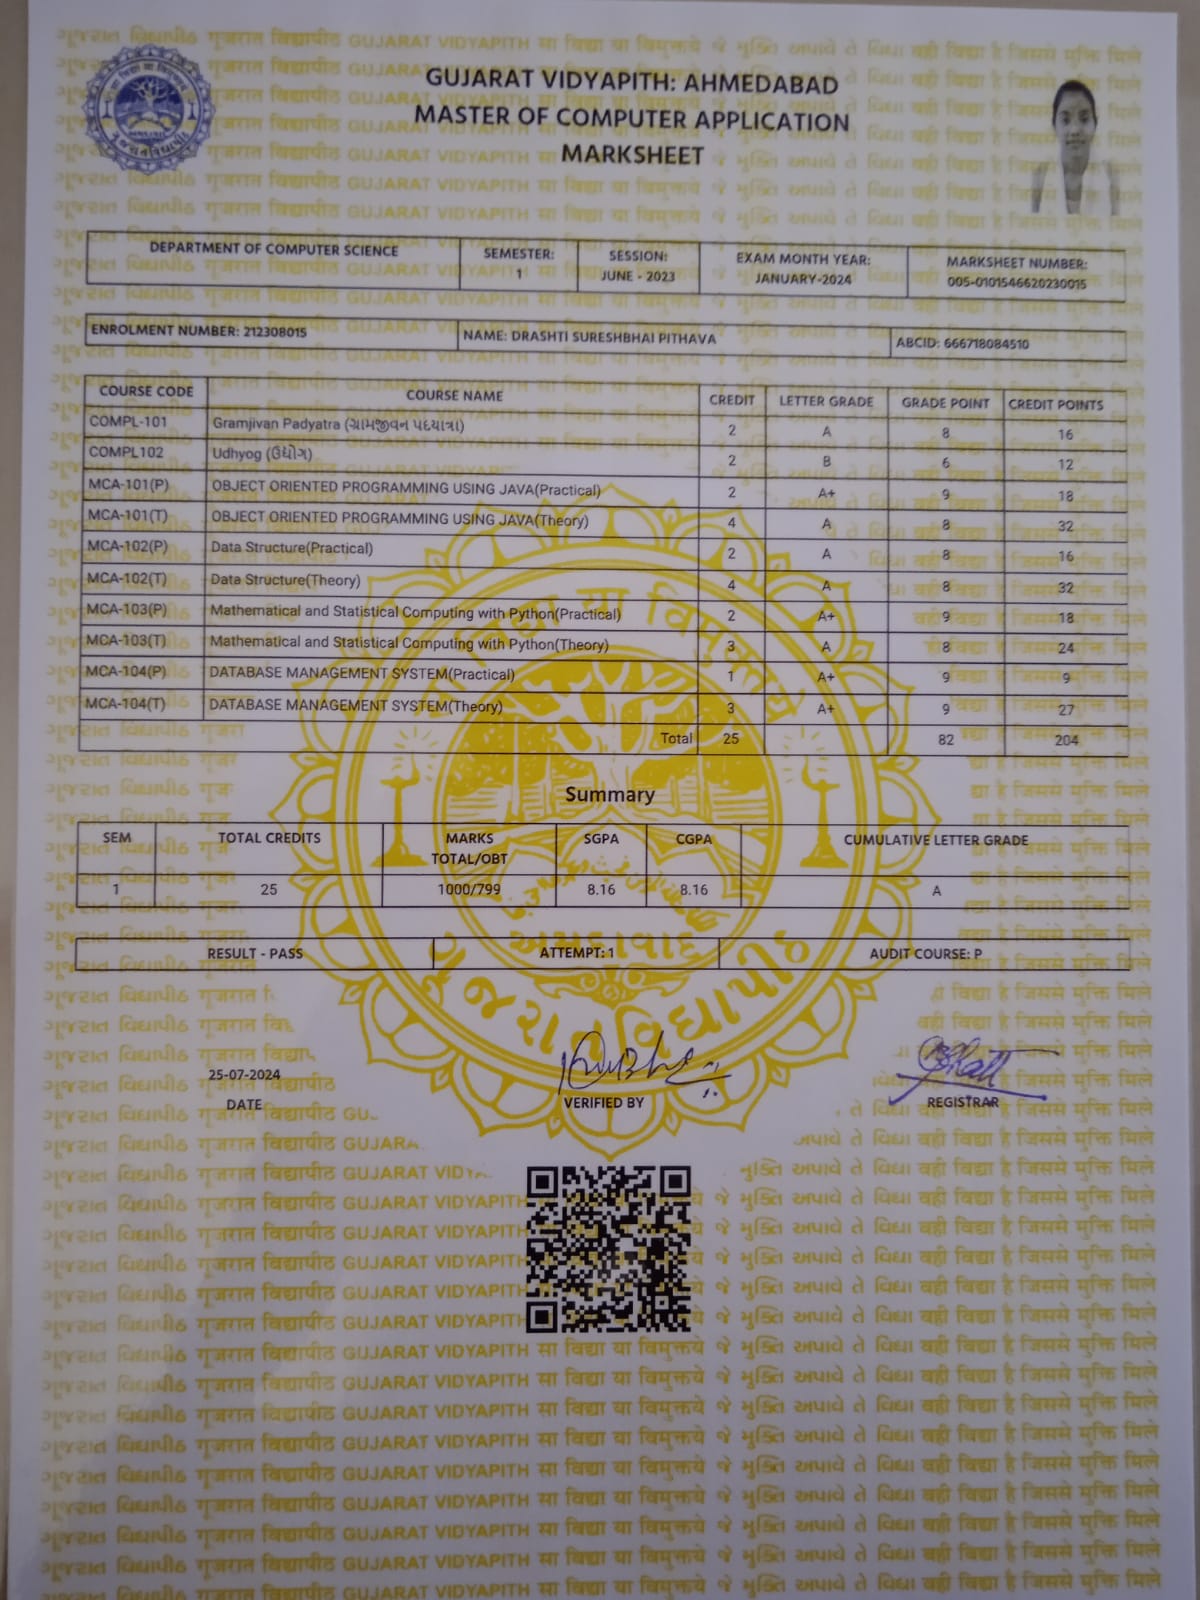 GUJARAT VIDYAPITH: AHMEDABAD
MASTER OF COMPUTER APPLICATION
MARKSHEET
DEPARTMENT OF COMPUTER SCIENCE SEMESTER: 1 SESSION: JUNE - 2023 EXAM MONTH YEAR: JANUARY-2024 MARKSHEET NUMBER: 005-0101546620230015
ENROLMENT NUMBER: 212308015 NAME: DRASHTI SURESHBHAI PITHAVA ABCID: 666718084510
COURSE CODE COURSE NAME CREDIT LETTER GRADE GRADE POINT CREDIT POINTS
COMPL-101 Gramjivan Padyatra (ગ્રામજીવન પદયાત્રા) 2 A 8 16
COMPL102 Udhyog (ઉધોગ) 2 B 6 12
MCA-101(P) OBJECT ORIENTED PROGRAMMING USING JAVA(Practical) 2 A+ 9 18
MCA-101(T) OBJECT ORIENTED PROGRAMMING USING JAVA(Theory) 4 A 8 32
MCA-102(P) Data Structure(Practical) 2 A 8 16
MCA-102(T) Data Structure(Theory) 4 A 8 32
MCA-103(P) Mathematical and Statistical Computing with Python(Practical) 2 A+ 9 18
MCA-103(T) Mathematical and Statistical Computing with Python(Theory) 3 A 8 24
MCA-104(P) DATABASE MANAGEMENT SYSTEM(Practical) 1 A+ 9 9
MCA-104(T) DATABASE MANAGEMENT SYSTEM(Theory) 3 A+ 9 27
Total 25 82 204
Summary
SEM TOTAL CREDITS MARKS TOTAL/OBT SGPA CGPA CUMULATIVE LETTER GRADE
1 25 1000/799 8.16 8.16 A
RESULT - PASS ATTEMPT: 1 AUDIT COURSE: P
અમદાવાદ
ગૂજરાત વિદ્યાપીઠ
25-07-2024
DATE VERIFIED BY REGISTRAR
ગૂજરાત વિદ્યાપીઠ गूजरात विद्यापीठ GUJARAT VIDYAPITH सा विद्या या विमुक्तये જે મુક્તિ અપાવે તે વિદ્યા वही विद्या है जिससे मुक्ति मिले